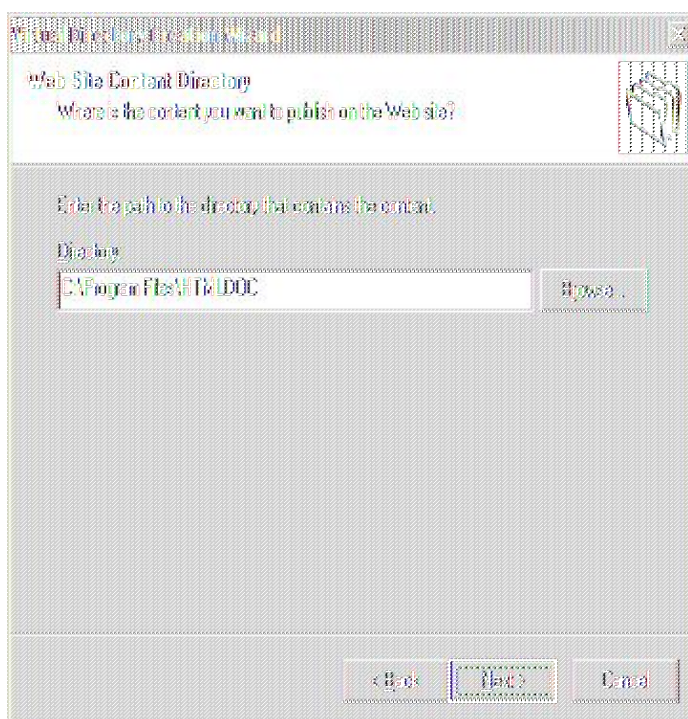 Virtual Directory Creation Wizard
Web Site Content Directory
Where is the content you want to publish on the Web site?
Enter the path to the directory that contains the content.
Directory:
C:\Program Files\HTMLDOC
Browse...
< Back
Next >
Cancel